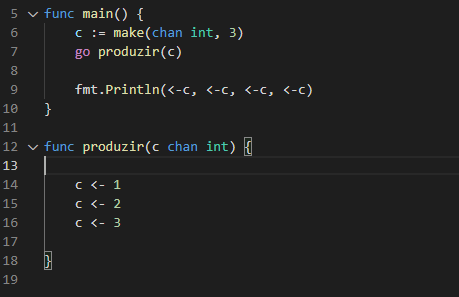 5 func main() {
6 c := make(chan int, 3)
7 go produzir(c)
8
9 fmt.Println(<-c, <-c, <-c, <-c)
10 }
11
12 func produzir(c chan int) {
13
14 c <- 1
15 c <- 2
16 c <- 3
17
18 }
19